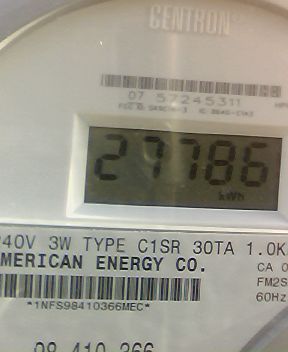 CENTRON®
07 57245311
27786
kWh
240V 3W TYPE C1SR 30TA 1.0K
AMERICAN ENERGY CO.
CA 0
FM2S
60Hz
*1NFS98410366MEC*
98 410 366